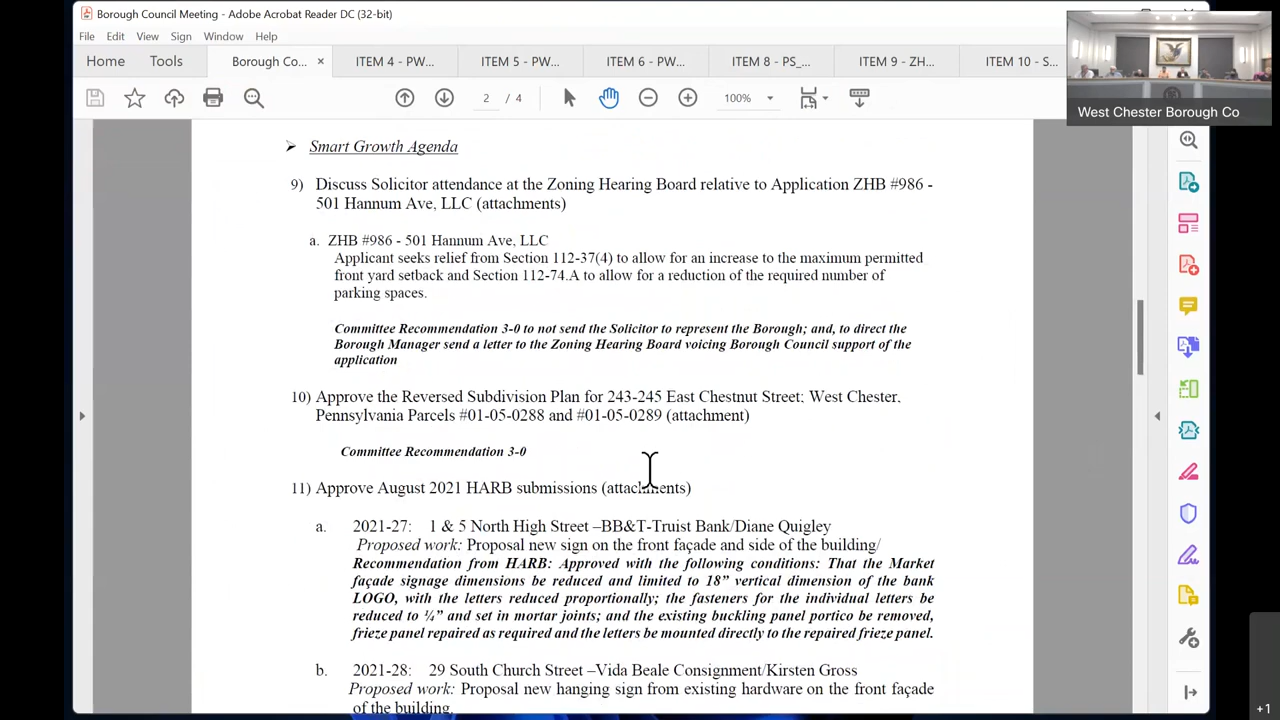 Borough Council Meeting - Adobe Acrobat Reader DC (32-bit)
File Edit View Sign Window Help
Home Tools Borough Co... × ITEM 4 - PW... ITEM 5 - PW... ITEM 6 - PW... ITEM 8 - PS_... ITEM 9 - ZH... ITEM 10 - S...
2 / 4 100%
West Chester Borough Co
➢ Smart Growth Agenda
9) Discuss Solicitor attendance at the Zoning Hearing Board relative to Application ZHB #986 -
501 Hannum Ave, LLC (attachments)
a. ZHB #986 - 501 Hannum Ave, LLC
Applicant seeks relief from Section 112-37(4) to allow for an increase to the maximum permitted
front yard setback and Section 112-74.A to allow for a reduction of the required number of
parking spaces.
Committee Recommendation 3-0 to not send the Solicitor to represent the Borough; and, to direct the
Borough Manager send a letter to the Zoning Hearing Board voicing Borough Council support of the
application
10) Approve the Reversed Subdivision Plan for 243-245 East Chestnut Street; West Chester,
Pennsylvania Parcels #01-05-0288 and #01-05-0289 (attachment)
Committee Recommendation 3-0
11) Approve August 2021 HARB submissions (attachments)
a. 2021-27: 1 & 5 North High Street –BB&T-Truist Bank/Diane Quigley
Proposed work: Proposal new sign on the front façade and side of the building/
Recommendation from HARB: Approved with the following conditions: That the Market
façade signage dimensions be reduced and limited to 18” vertical dimension of the bank
LOGO, with the letters reduced proportionally; the fasteners for the individual letters be
reduced to ¼” and set in mortar joints; and the existing buckling panel portico be removed,
frieze panel repaired as required and the letters be mounted directly to the repaired frieze panel.
b. 2021-28: 29 South Church Street –Vida Beale Consignment/Kirsten Gross
Proposed work: Proposal new hanging sign from existing hardware on the front façade
of the building.
+1